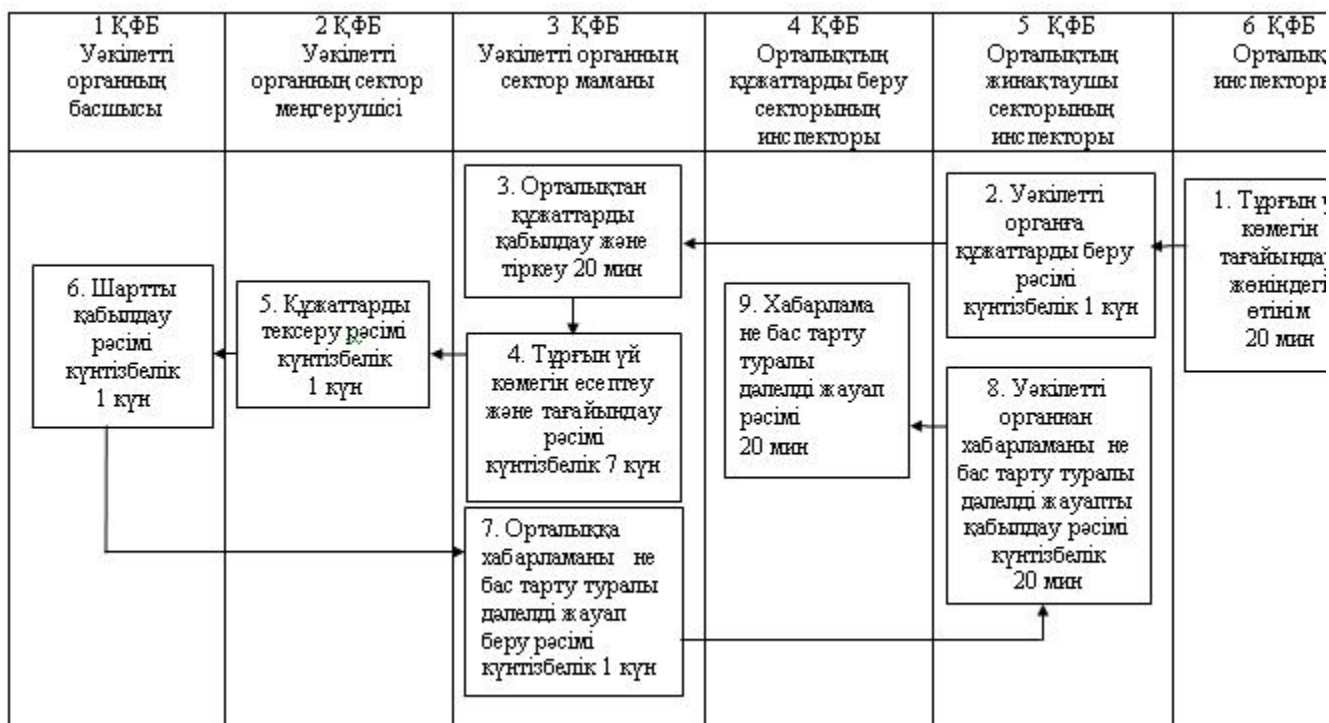 1 ҚФБ
Уәкілетті
органның
басшысы
2 ҚФБ
Уәкілетті
органның сектор
меңгерушісі
3 ҚФБ
Уәкілетті органның
сектор маманы
4 ҚФБ
Орталықтың
құжаттарды беру
секторының
инспекторы
5 ҚФБ
Орталықтың
жинақтаушы
секторының
инспекторы
6 ҚФБ
1. Тұрғын
көмегін
өтінім
20 мин
2. Уәкілетті
органға
құжаттарды беру
рәсімі
күнтізбелік 1 күн
3. Орталықтан
құжаттарды
қабылдау және
тіркеу 20 мин
4. Тұрғын үй
көмегін есептеу
және тағайындау
рәсімі
күнтізбелік 7 күн
5. Құжаттарды
тексеру рәсімі
күнтізбелік
1 күн
6. Шартты
қабылдау
рәсімі
күнтізбелік
1 күн
7. Орталыққа
хабарламаны не
бас тарту туралы
дәлелді жауап
беру рәсімі
күнтізбелік 1 күн
8. Уәкілетті
органнан
хабарламаны не
бас тарту туралы
дәлелді жауапты
қабылдау рәсімі
күнтізбелік
20 мин
9. Хабарлама
не бас тарту
туралы
дәлелді жауап
рәсімі
20 мин